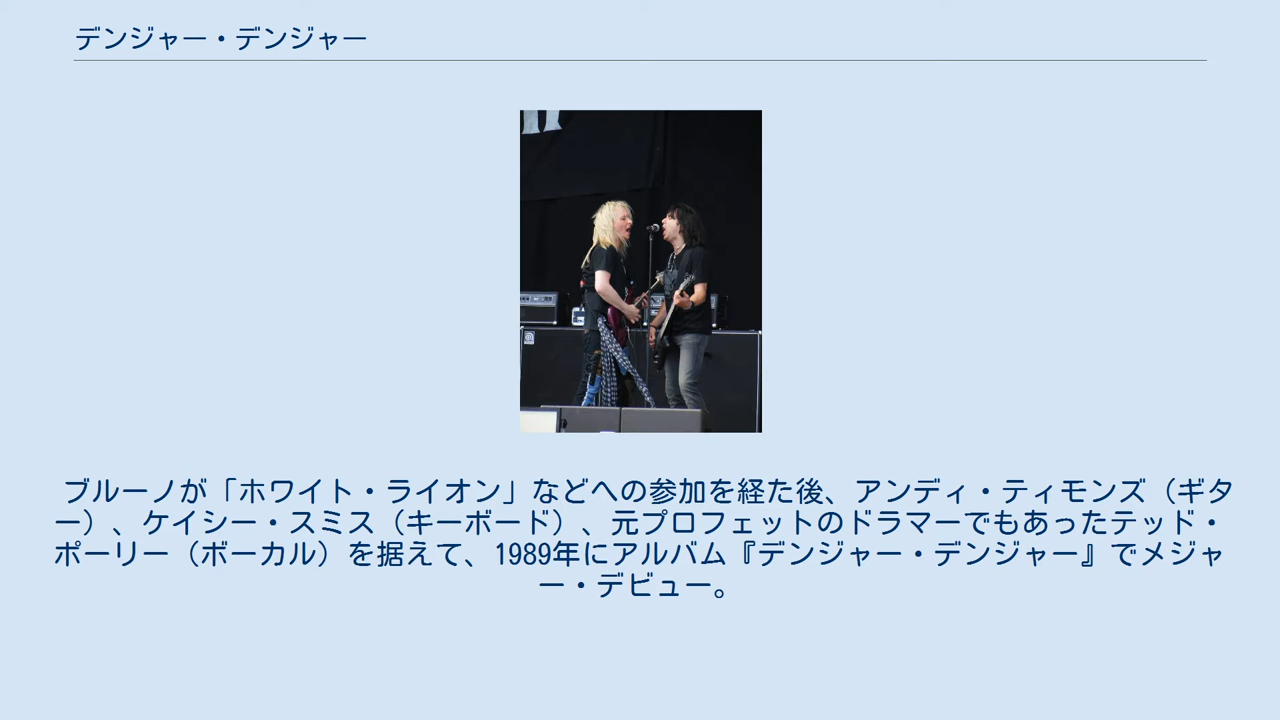 デンジャー・デンジャー
ブルーノが「ホワイト・ライオン」などへの参加を経た後、アンディ・ティモンズ（ギタ
ー）、ケイシー・スミス（キーボード）、元プロフェットのドラマーでもあったテッド・
ポーリー（ボーカル）を据えて、1989年にアルバム『デンジャー・デンジャー』でメジャ
ー・デビュー。